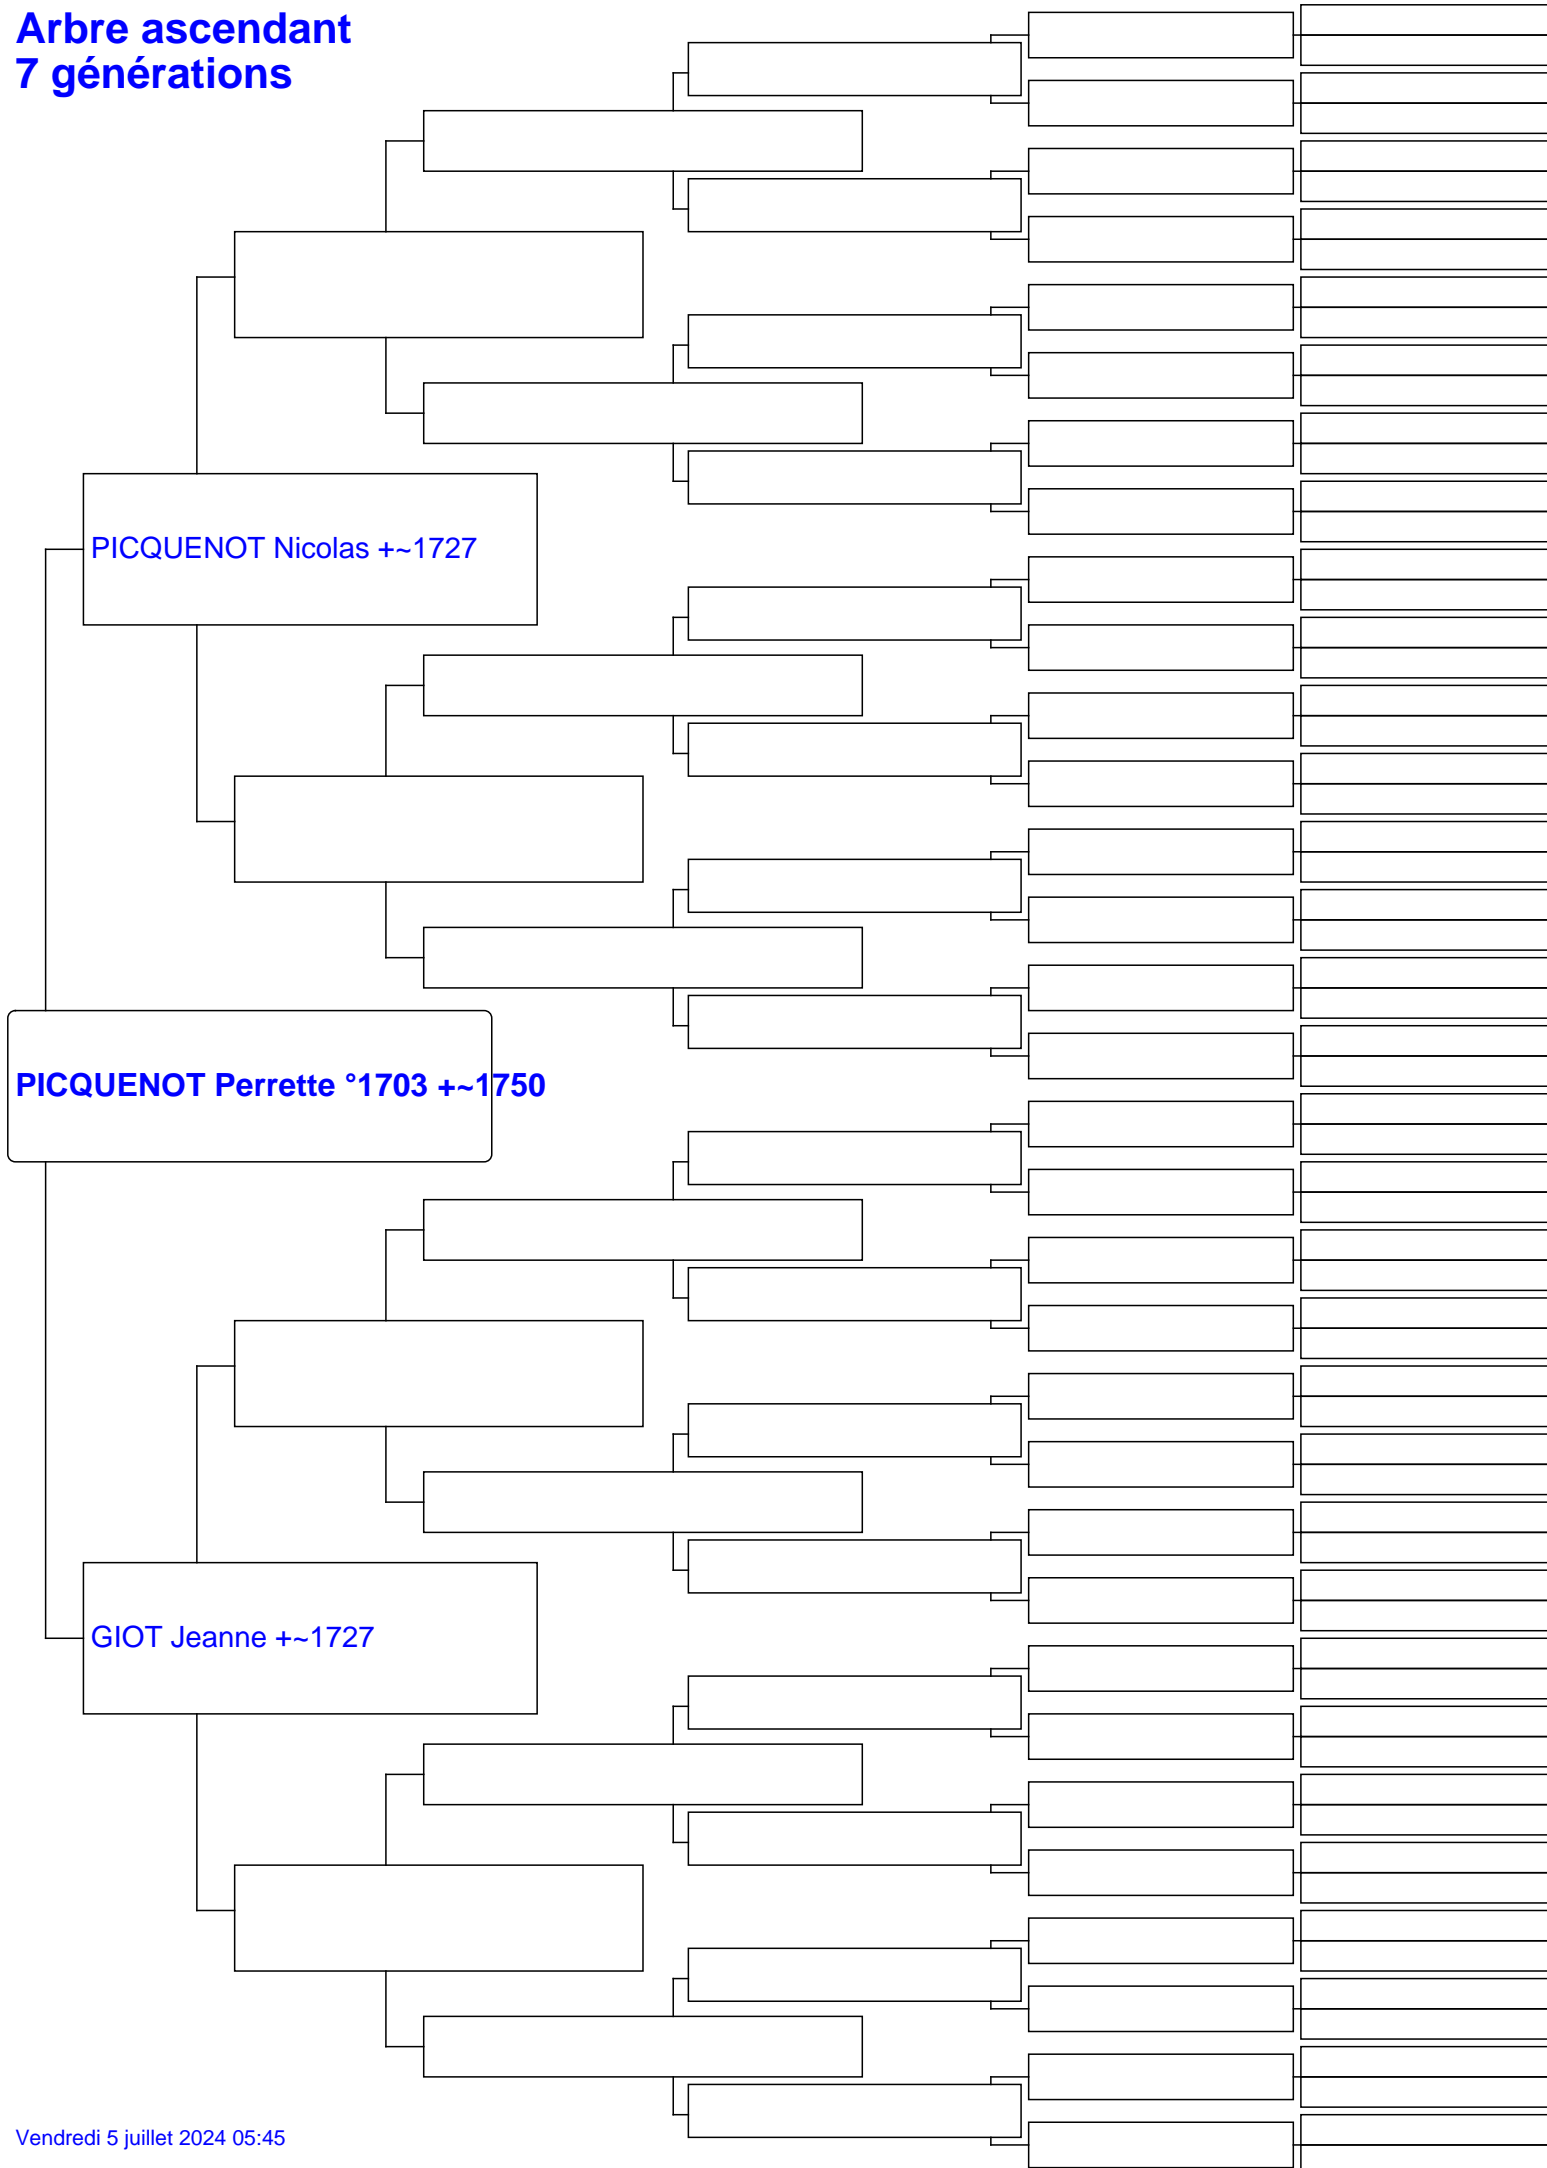 Arbre ascendant
7 générations
PICQUENOT Nicolas +~1727
PICQUENOT Perrette °1703 +~1750
GIOT Jeanne +~1727
Vendredi 5 juillet 2024 05:45